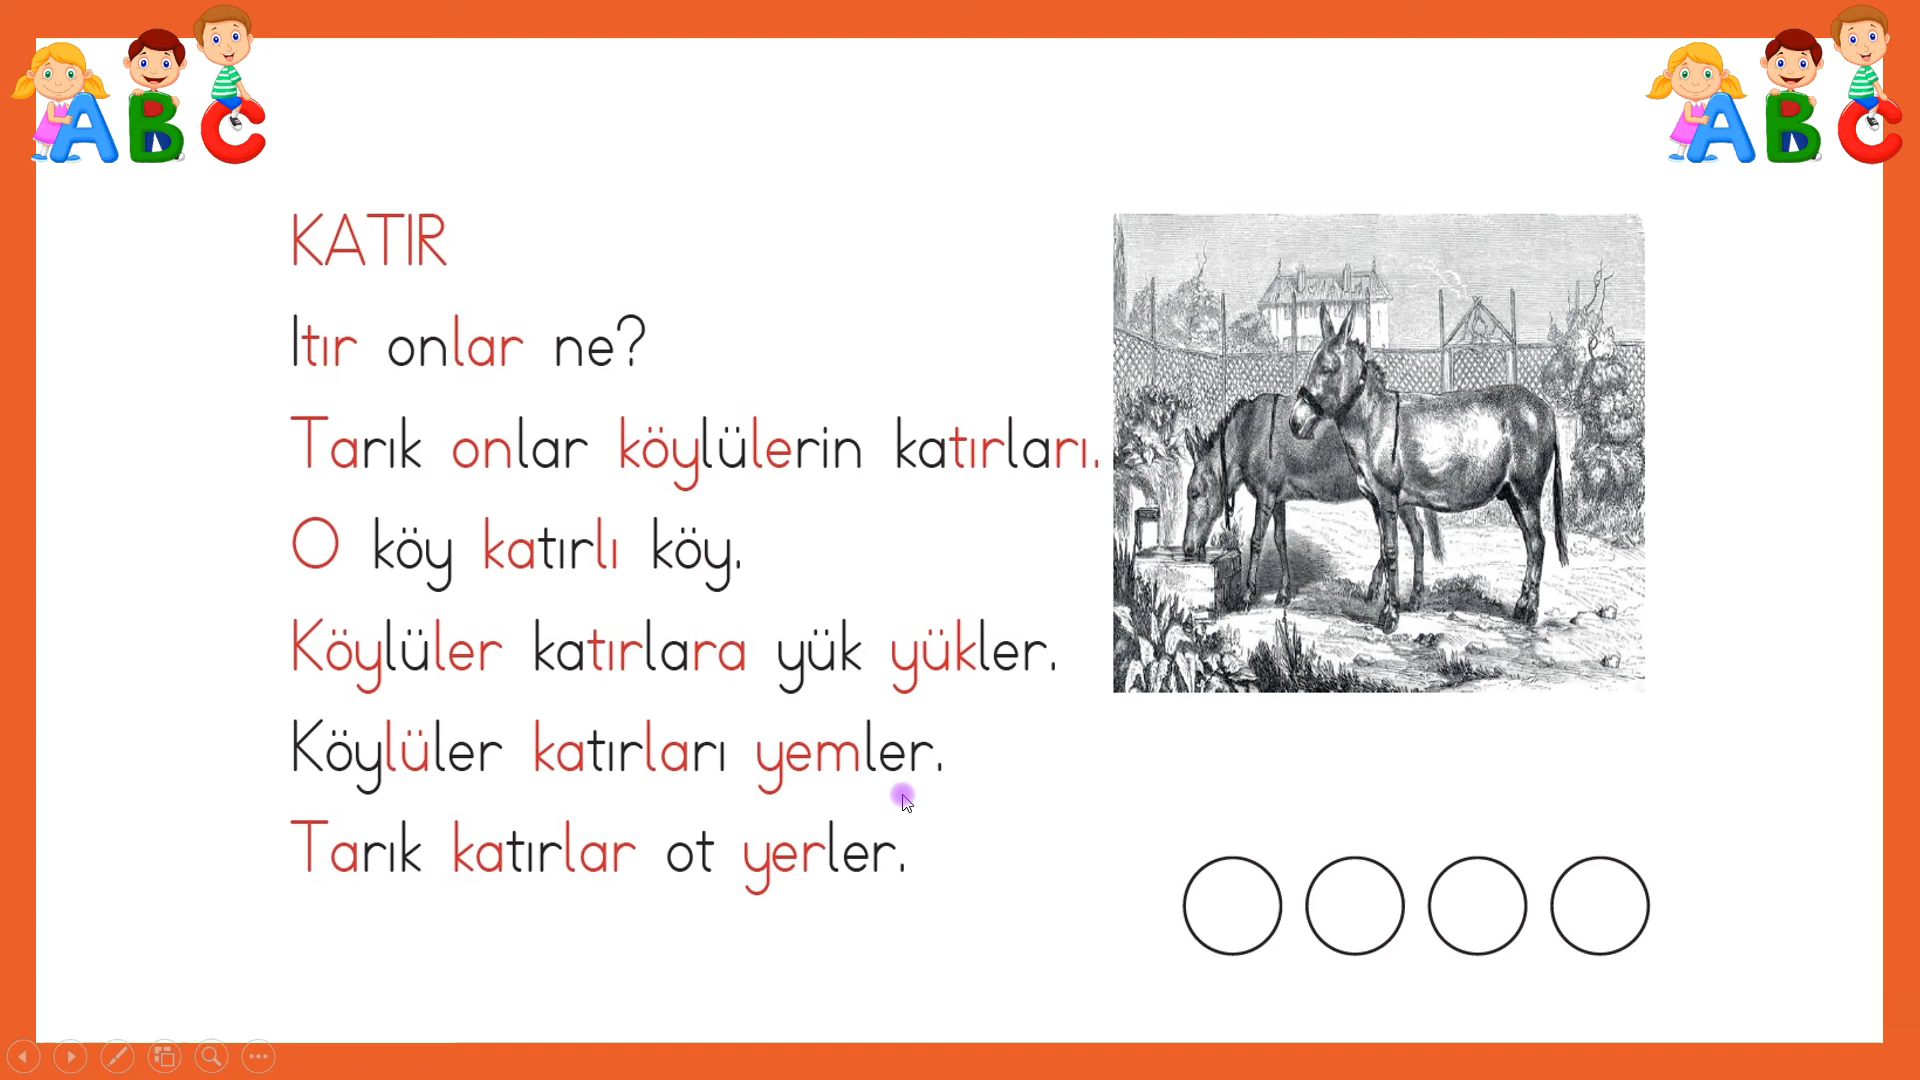 ABC
ABC
KATIR
Itır onlar ne?
Tarık onlar köylülerin katırları.
O köy katırlı köy.
Köylüler katırlara yük yükler.
Köylüler katırları yemler.
Tarık katırlar ot yerler.